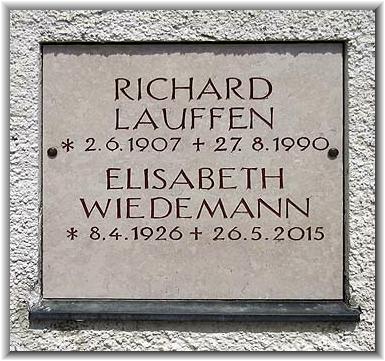 RICHARD
LAUFFEN
* 2.6.1907 + 27.8.1990
ELISABETH
WIEDEMANN
* 8.4.1926 + 26.5.2015